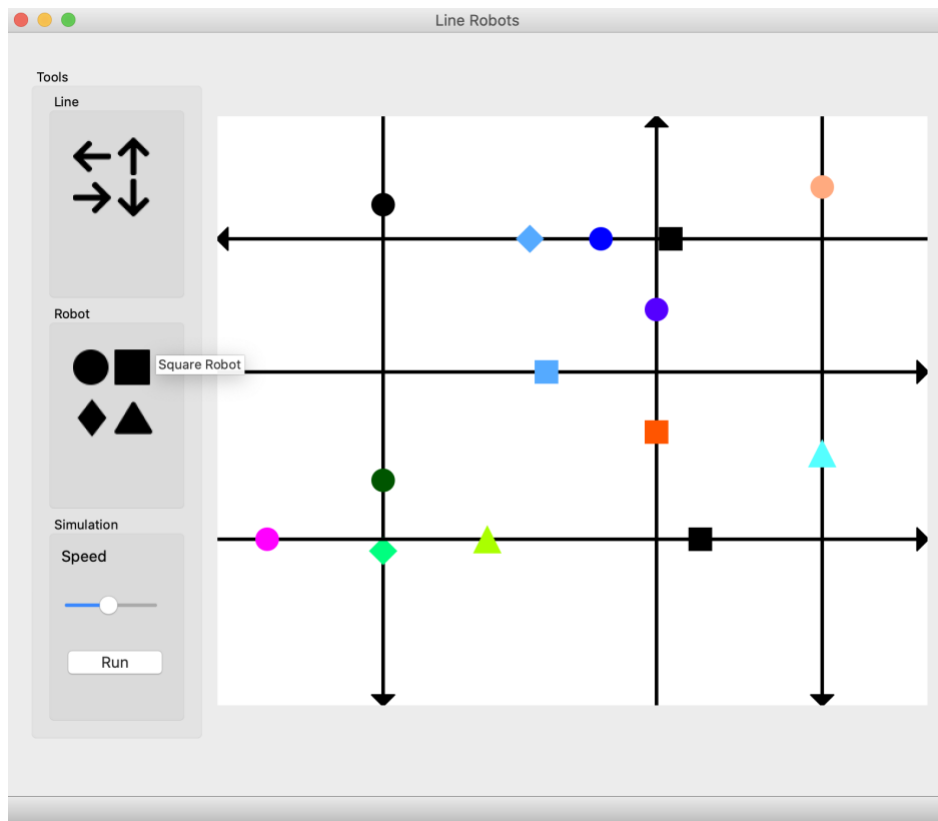 Line Robots
Tools
Line
Robot
Square Robot
Simulation
Speed
Run